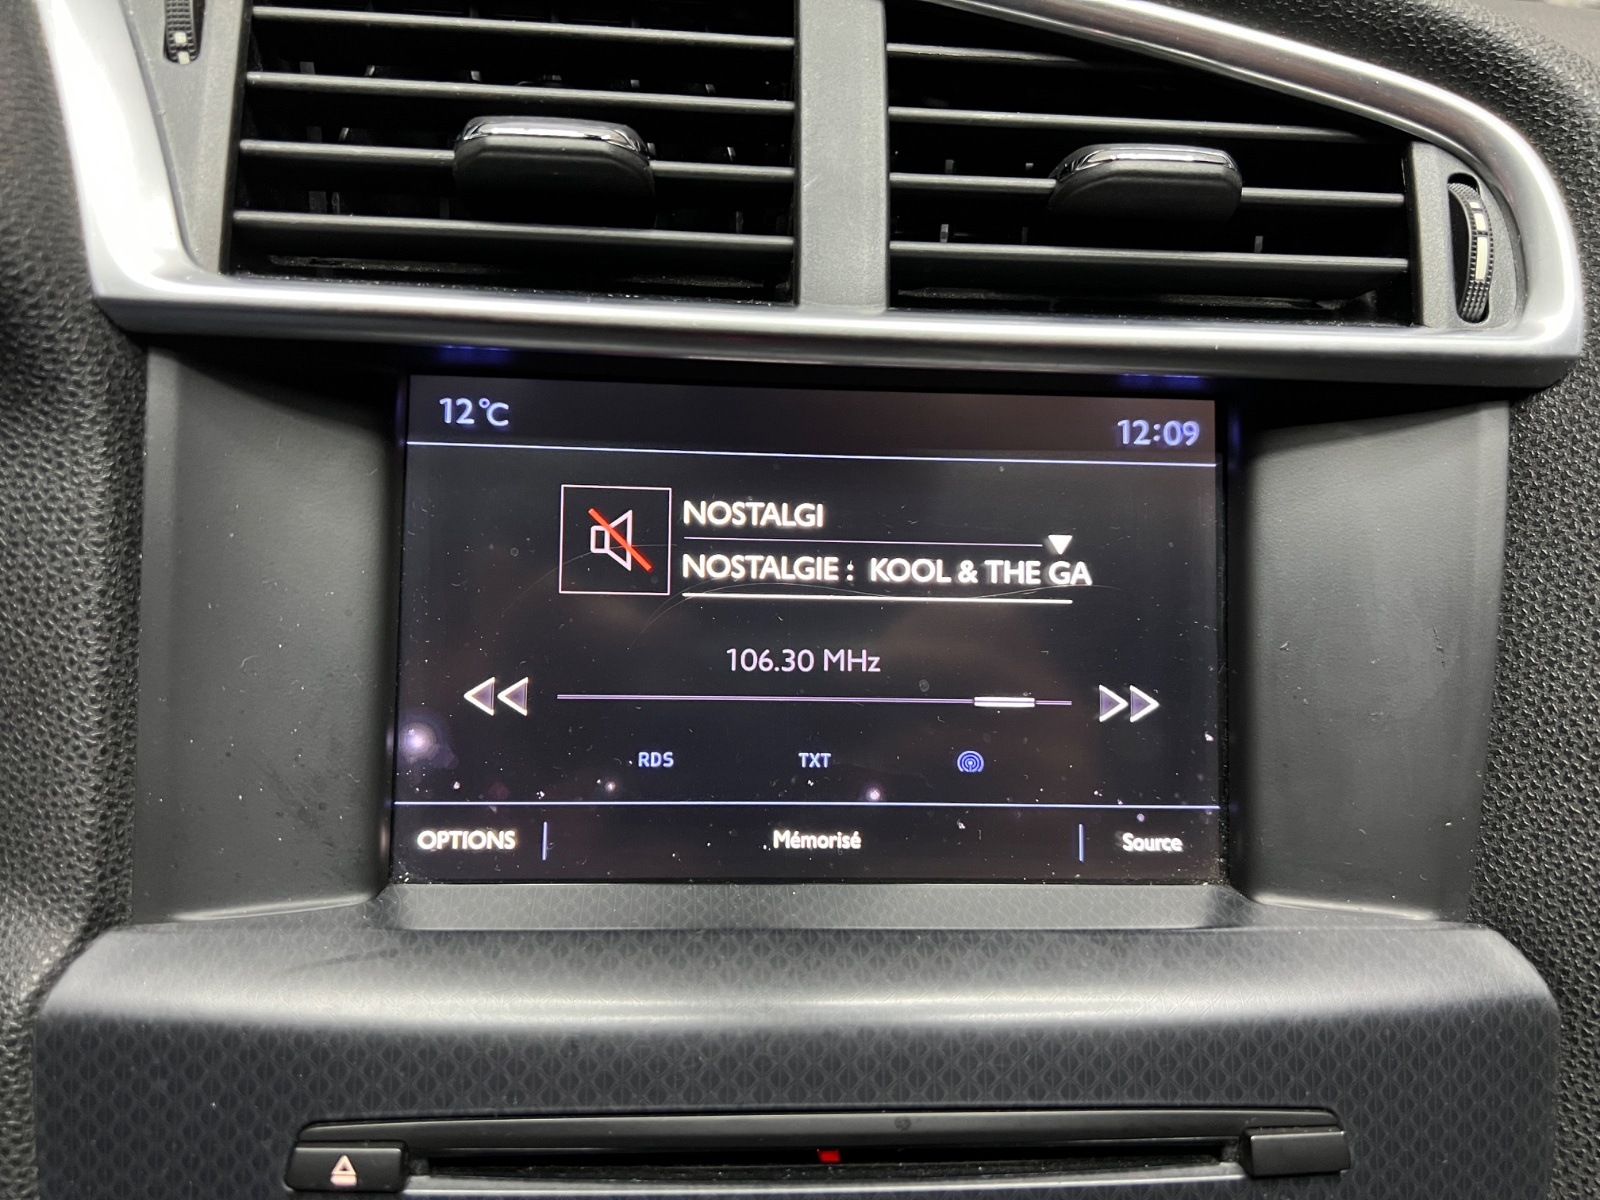 12°C
12:09
NOSTALGI
NOSTALGIE : KOOL & THE GA
106.30 MHz
RDS TXT
OPTIONS Mémorisé Source